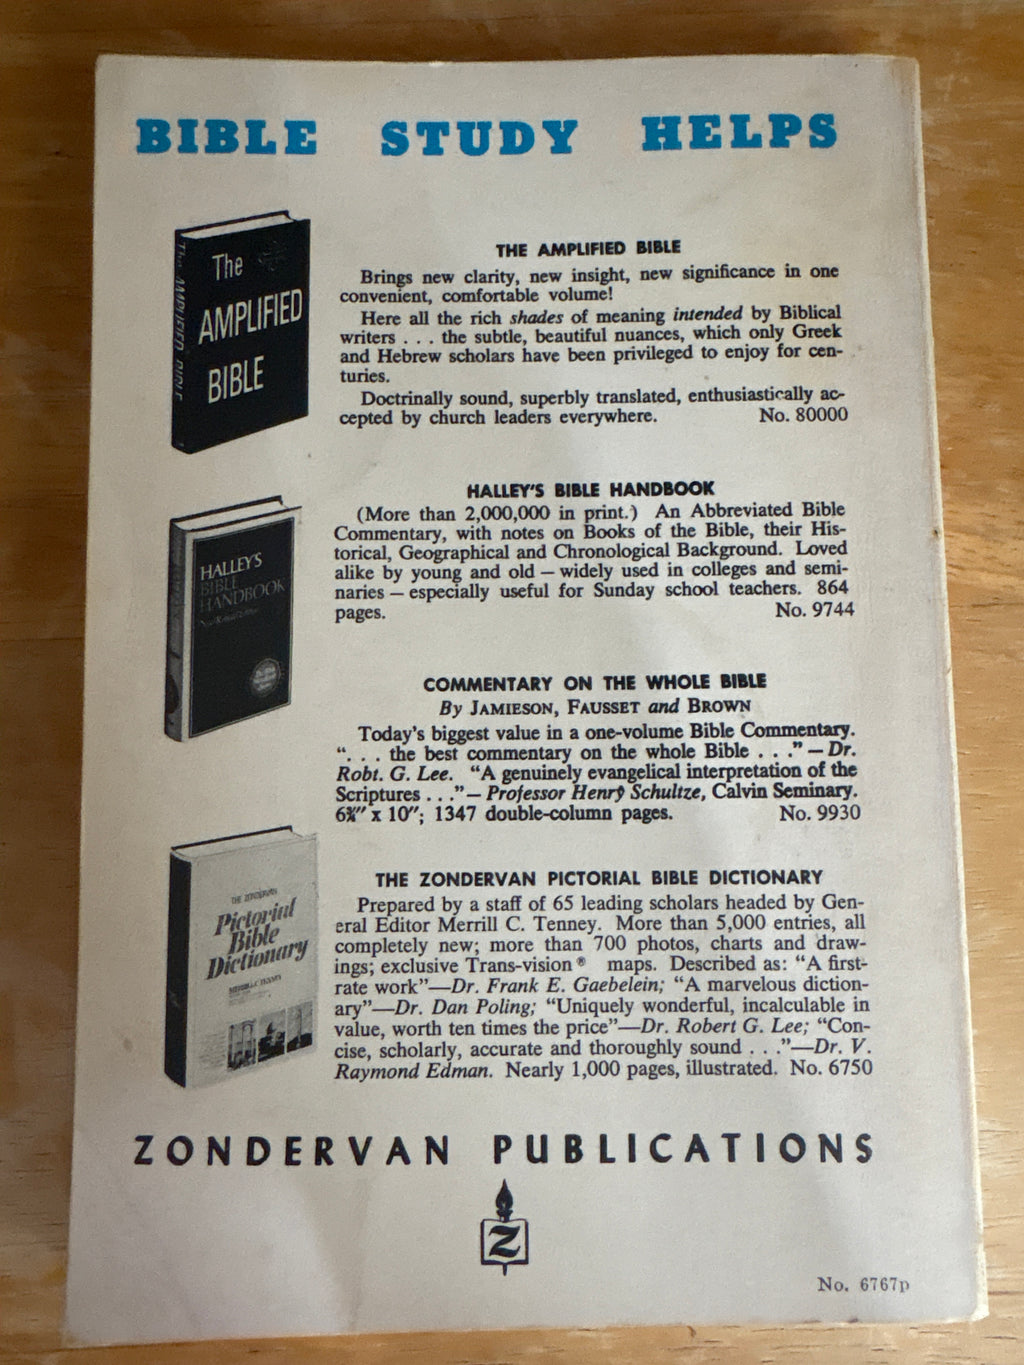 BIBLE STUDY HELPS
The
AMPLIFIED
BIBLE
The AMPLIFIED BIBLE
THE AMPLIFIED BIBLE
Brings new clarity, new insight, new significance in one
convenient, comfortable volume!
Here all the rich shades of meaning intended by Biblical
writers . . . the subtle, beautiful nuances, which only Greek
and Hebrew scholars have been privileged to enjoy for cen-
turies.
Doctrinally sound, superbly translated, enthusiastically ac-
cepted by church leaders everywhere. No. 80000
HALLEY'S
BIBLE
HANDBOOK
HALLEY'S BIBLE HANDBOOK
(More than 2,000,000 in print.) An Abbreviated Bible
Commentary, with notes on Books of the Bible, their His-
torical, Geographical and Chronological Background. Loved
alike by young and old — widely used in colleges and semi-
naries — especially useful for Sunday school teachers. 864
pages. No. 9744
COMMENTARY ON THE WHOLE BIBLE
By JAMIESON, FAUSSET and BROWN
Today's biggest value in a one-volume Bible Commentary.
“. . . the best commentary on the whole Bible . . .” — Dr.
Robt. G. Lee. “A genuinely evangelical interpretation of the
Scriptures . . .” — Professor Henry Schultze, Calvin Seminary.
6¾″ x 10″; 1347 double-column pages. No. 9930
THE ZONDERVAN
Pictorial
Bible
Dictionary
THE ZONDERVAN PICTORIAL BIBLE DICTIONARY
Prepared by a staff of 65 leading scholars headed by Gen-
eral Editor Merrill C. Tenney. More than 5,000 entries, all
completely new; more than 700 photos, charts and draw-
ings; exclusive Trans-vision® maps. Described as: “A first-
rate work”—Dr. Frank E. Gaebelein; “A marvelous diction-
ary”—Dr. Dan Poling; “Uniquely wonderful, incalculable in
value, worth ten times the price”—Dr. Robert G. Lee; “Con-
cise, scholarly, accurate and thoroughly sound . . .”—Dr. V.
Raymond Edman. Nearly 1,000 pages, illustrated. No. 6750
ZONDERVAN PUBLICATIONS
Z
No. 6767p